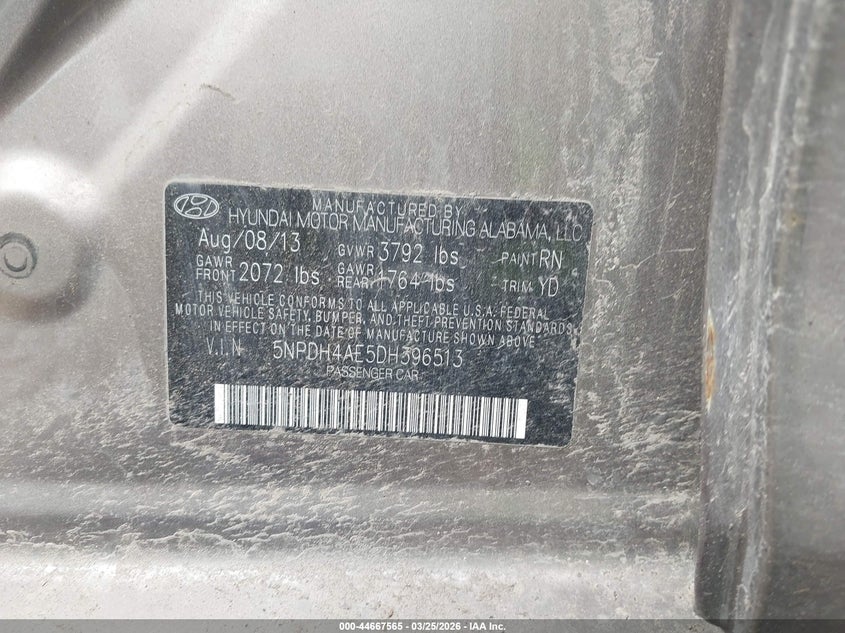 MANUFACTURED BY
HYUNDAI MOTOR MANUFACTURING ALABAMA, LLC
Aug/08/13 GVWR 3792 lbs PAINT RN
GAWR FRONT 2072 lbs GAWR REAR 1764 lbs TRIM YD
THIS VEHICLE CONFORMS TO ALL APPLICABLE U.S.A. FEDERAL
MOTOR VEHICLE SAFETY, BUMPER, AND THEFT PREVENTION STANDARDS
IN EFFECT ON THE DATE OF MANUFACTURE SHOWN ABOVE
V.I.N 5NPDH4AE5DH396513
PASSENGER CAR
000-44667565 - 03/25/2026 - IAA Inc.